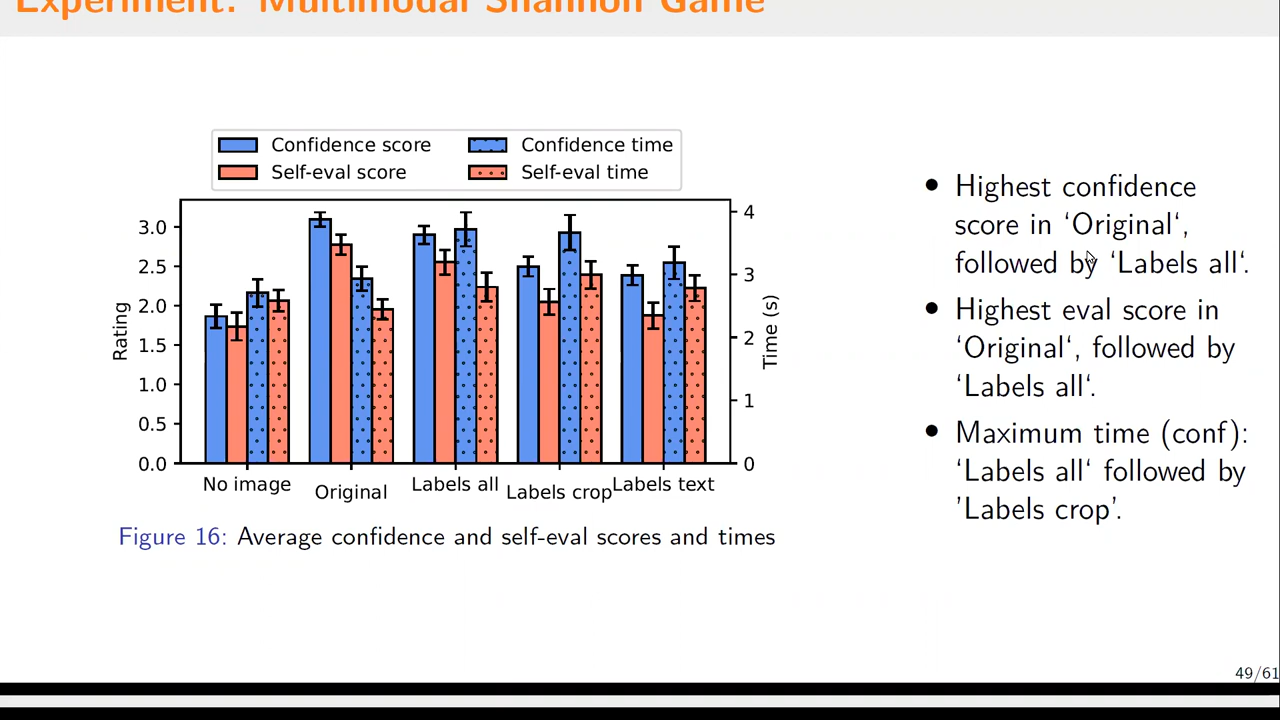 Experiment: Multimodal Shannon Game
Confidence score
Confidence time
Self-eval score
Self-eval time
3.0
2.5
2.0
1.5
1.0
0.5
0.0
Rating
4
3
2
1
0
Time (s)
No image
Original
Labels all
Labels crop
Labels text
Figure 16: Average confidence and self-eval scores and times
• Highest confidence
score in ‘Original‘,
followed by ‘Labels all‘.
• Highest eval score in
‘Original‘, followed by
‘Labels all‘.
• Maximum time (conf):
‘Labels all‘ followed by
’Labels crop’.
49/61